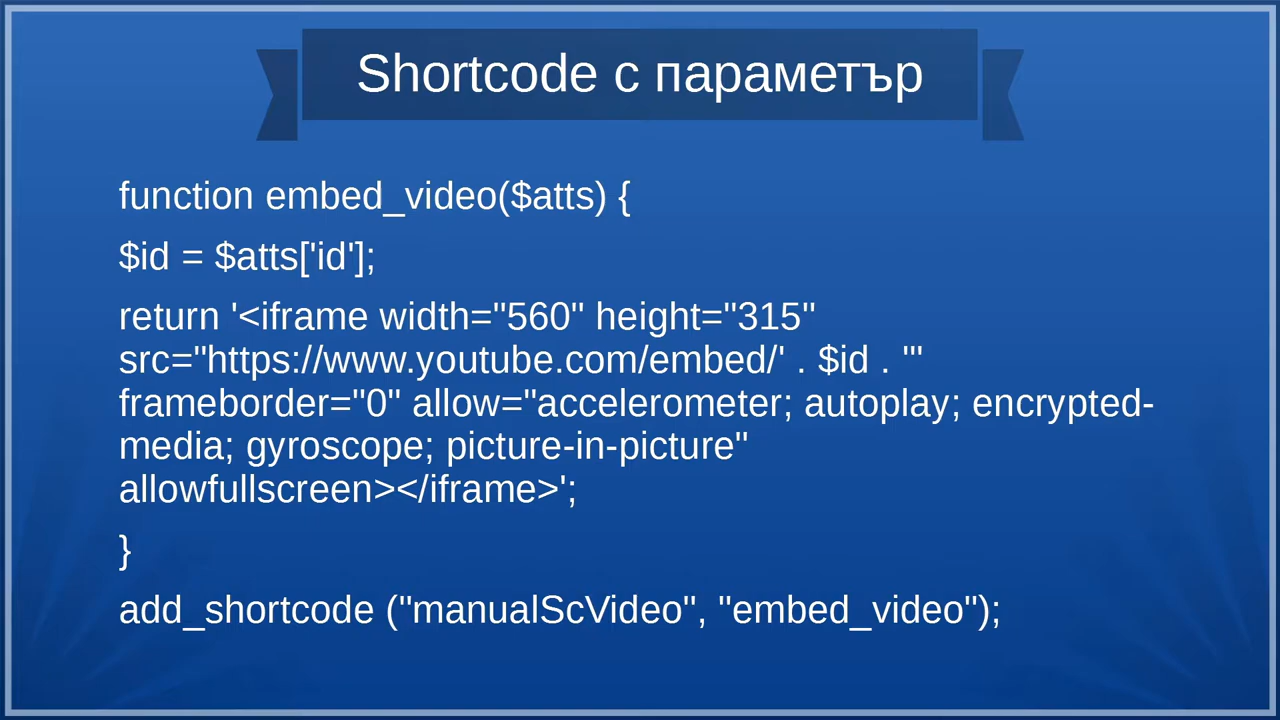 Shortcode с параметър
function embed_video($atts) {
$id = $atts['id'];
return '<iframe width="560" height="315"
src="https://www.youtube.com/embed/' . $id . '"
frameborder="0" allow="accelerometer; autoplay; encrypted-
media; gyroscope; picture-in-picture"
allowfullscreen></iframe>';
}
add_shortcode ("manualScVideo", "embed_video");